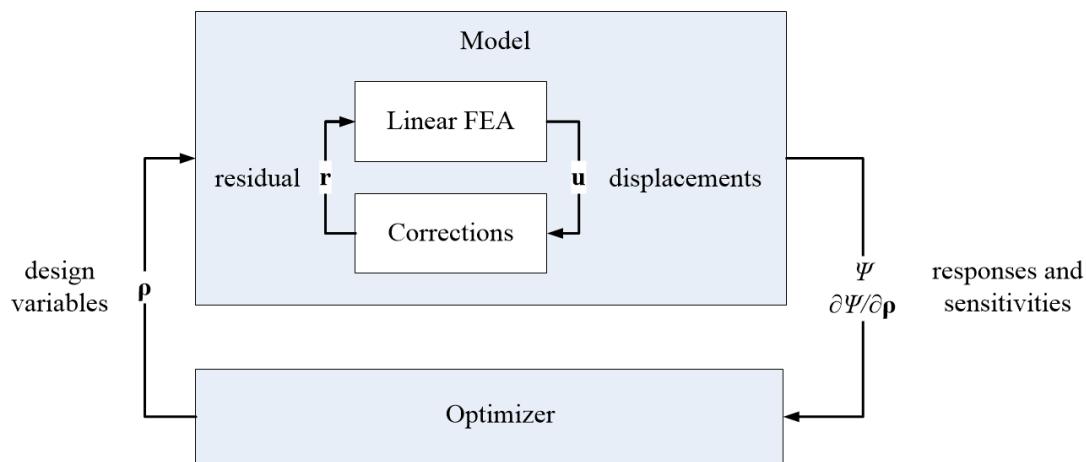 Model
Linear FEA
residual r u displacements
Corrections
design
variables
ρ
Ψ
∂Ψ/∂ρ
responses and
sensitivities
Optimizer